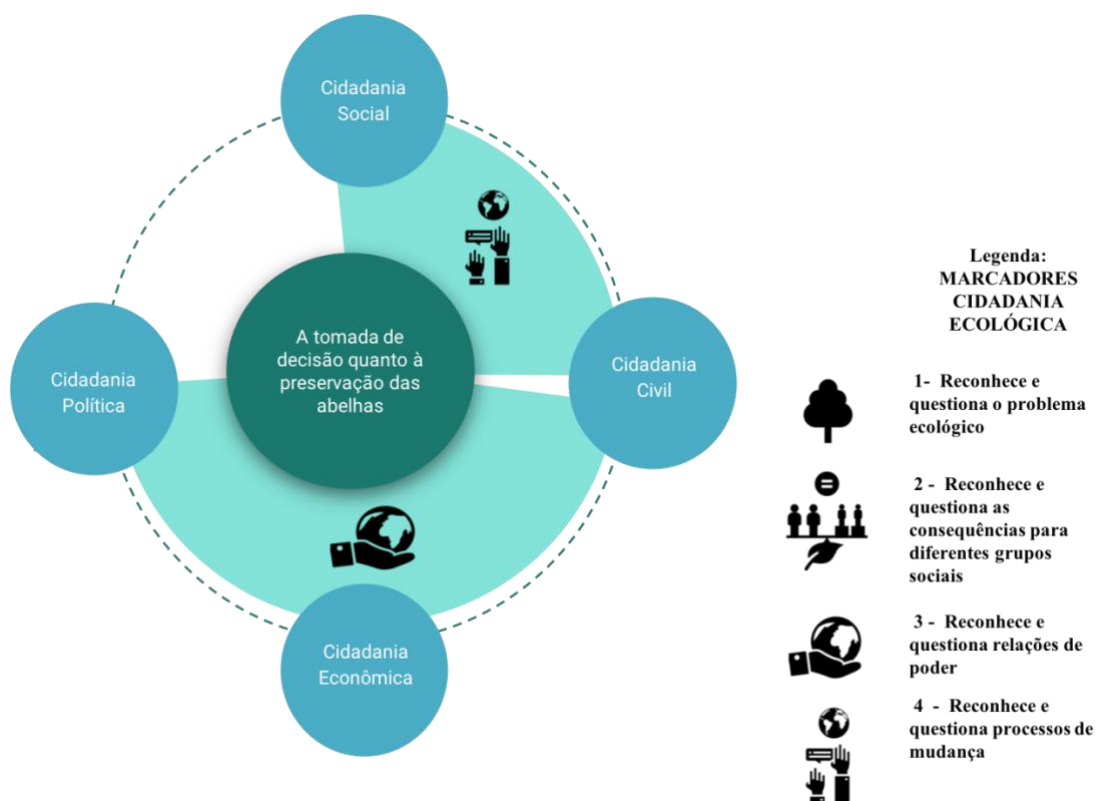 Cidadania
Social
A tomada de
decisão quanto à
preservação das
abelhas
Cidadania
Política
Cidadania
Civil
Cidadania
Econômica
Legenda:
MARCADORES
CIDADANIA
ECOLÓGICA
1- Reconhece e
questiona o problema
ecológico
2 - Reconhece e
questiona as
consequências para
diferentes grupos
sociais
3 - Reconhece e
questiona relações de
poder
4 - Reconhece e
questiona processos de
mudança